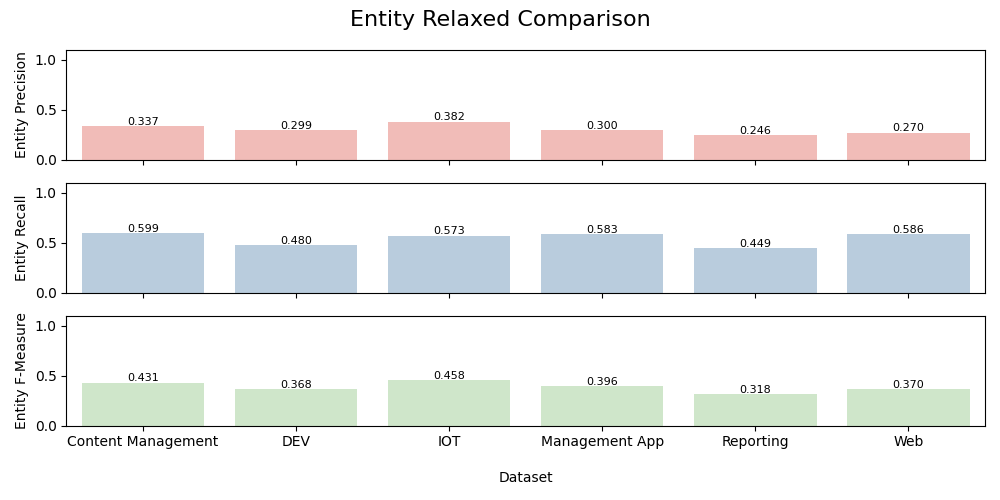 Entity Relaxed Comparison
Entity Precision
1.0
0.5
0.0
0.337 0.299 0.382 0.300 0.246 0.270
Entity Recall
1.0
0.5
0.0
0.599 0.480 0.573 0.583 0.449 0.586
Entity F-Measure
1.0
0.5
0.0
0.431 0.368 0.458 0.396 0.318 0.370
Content Management DEV IOT Management App Reporting Web
Dataset